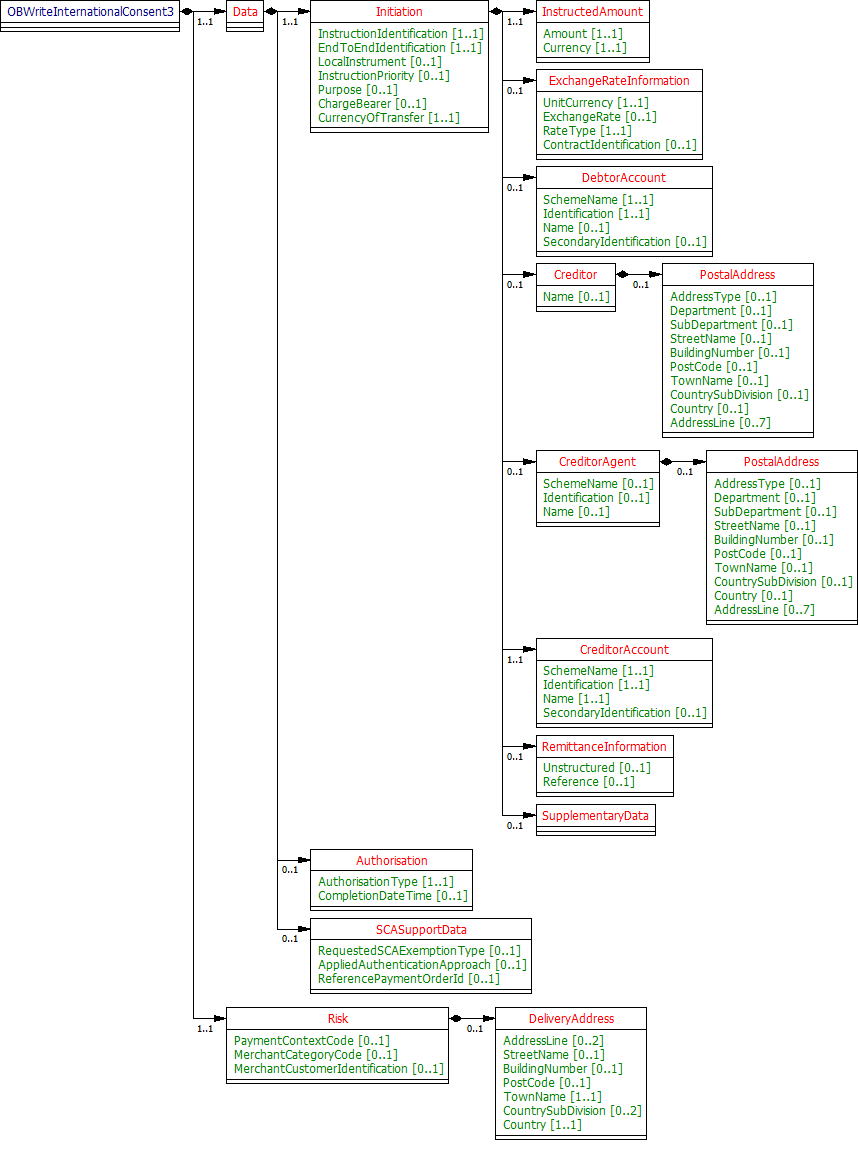 OBWriteInternationalConsent3
1..1
Data
1..1
Initiation
InstructionIdentification [1..1]
EndToEndIdentification [1..1]
LocalInstrument [0..1]
InstructionPriority [0..1]
Purpose [0..1]
ChargeBearer [0..1]
CurrencyOfTransfer [1..1]
1..1
InstructedAmount
Amount [1..1]
Currency [1..1]
0..1
ExchangeRateInformation
UnitCurrency [1..1]
ExchangeRate [0..1]
RateType [1..1]
ContractIdentification [0..1]
0..1
DebtorAccount
SchemeName [1..1]
Identification [1..1]
Name [0..1]
SecondaryIdentification [0..1]
0..1
Creditor
Name [0..1]
0..1
PostalAddress
AddressType [0..1]
Department [0..1]
SubDepartment [0..1]
StreetName [0..1]
BuildingNumber [0..1]
PostCode [0..1]
TownName [0..1]
CountrySubDivision [0..1]
Country [0..1]
AddressLine [0..7]
0..1
CreditorAgent
SchemeName [0..1]
Identification [0..1]
Name [0..1]
0..1
PostalAddress
AddressType [0..1]
Department [0..1]
SubDepartment [0..1]
StreetName [0..1]
BuildingNumber [0..1]
PostCode [0..1]
TownName [0..1]
CountrySubDivision [0..1]
Country [0..1]
AddressLine [0..7]
1..1
CreditorAccount
SchemeName [1..1]
Identification [1..1]
Name [1..1]
SecondaryIdentification [0..1]
0..1
RemittanceInformation
Unstructured [0..1]
Reference [0..1]
0..1
SupplementaryData
0..1
Authorisation
AuthorisationType [1..1]
CompletionDateTime [0..1]
0..1
SCASupportData
RequestedSCAExemptionType [0..1]
AppliedAuthenticationApproach [0..1]
ReferencePaymentOrderId [0..1]
1..1
Risk
PaymentContextCode [0..1]
MerchantCategoryCode [0..1]
MerchantCustomerIdentification [0..1]
0..1
DeliveryAddress
AddressLine [0..2]
StreetName [0..1]
BuildingNumber [0..1]
PostCode [0..1]
TownName [1..1]
CountrySubDivision [0..2]
Country [1..1]